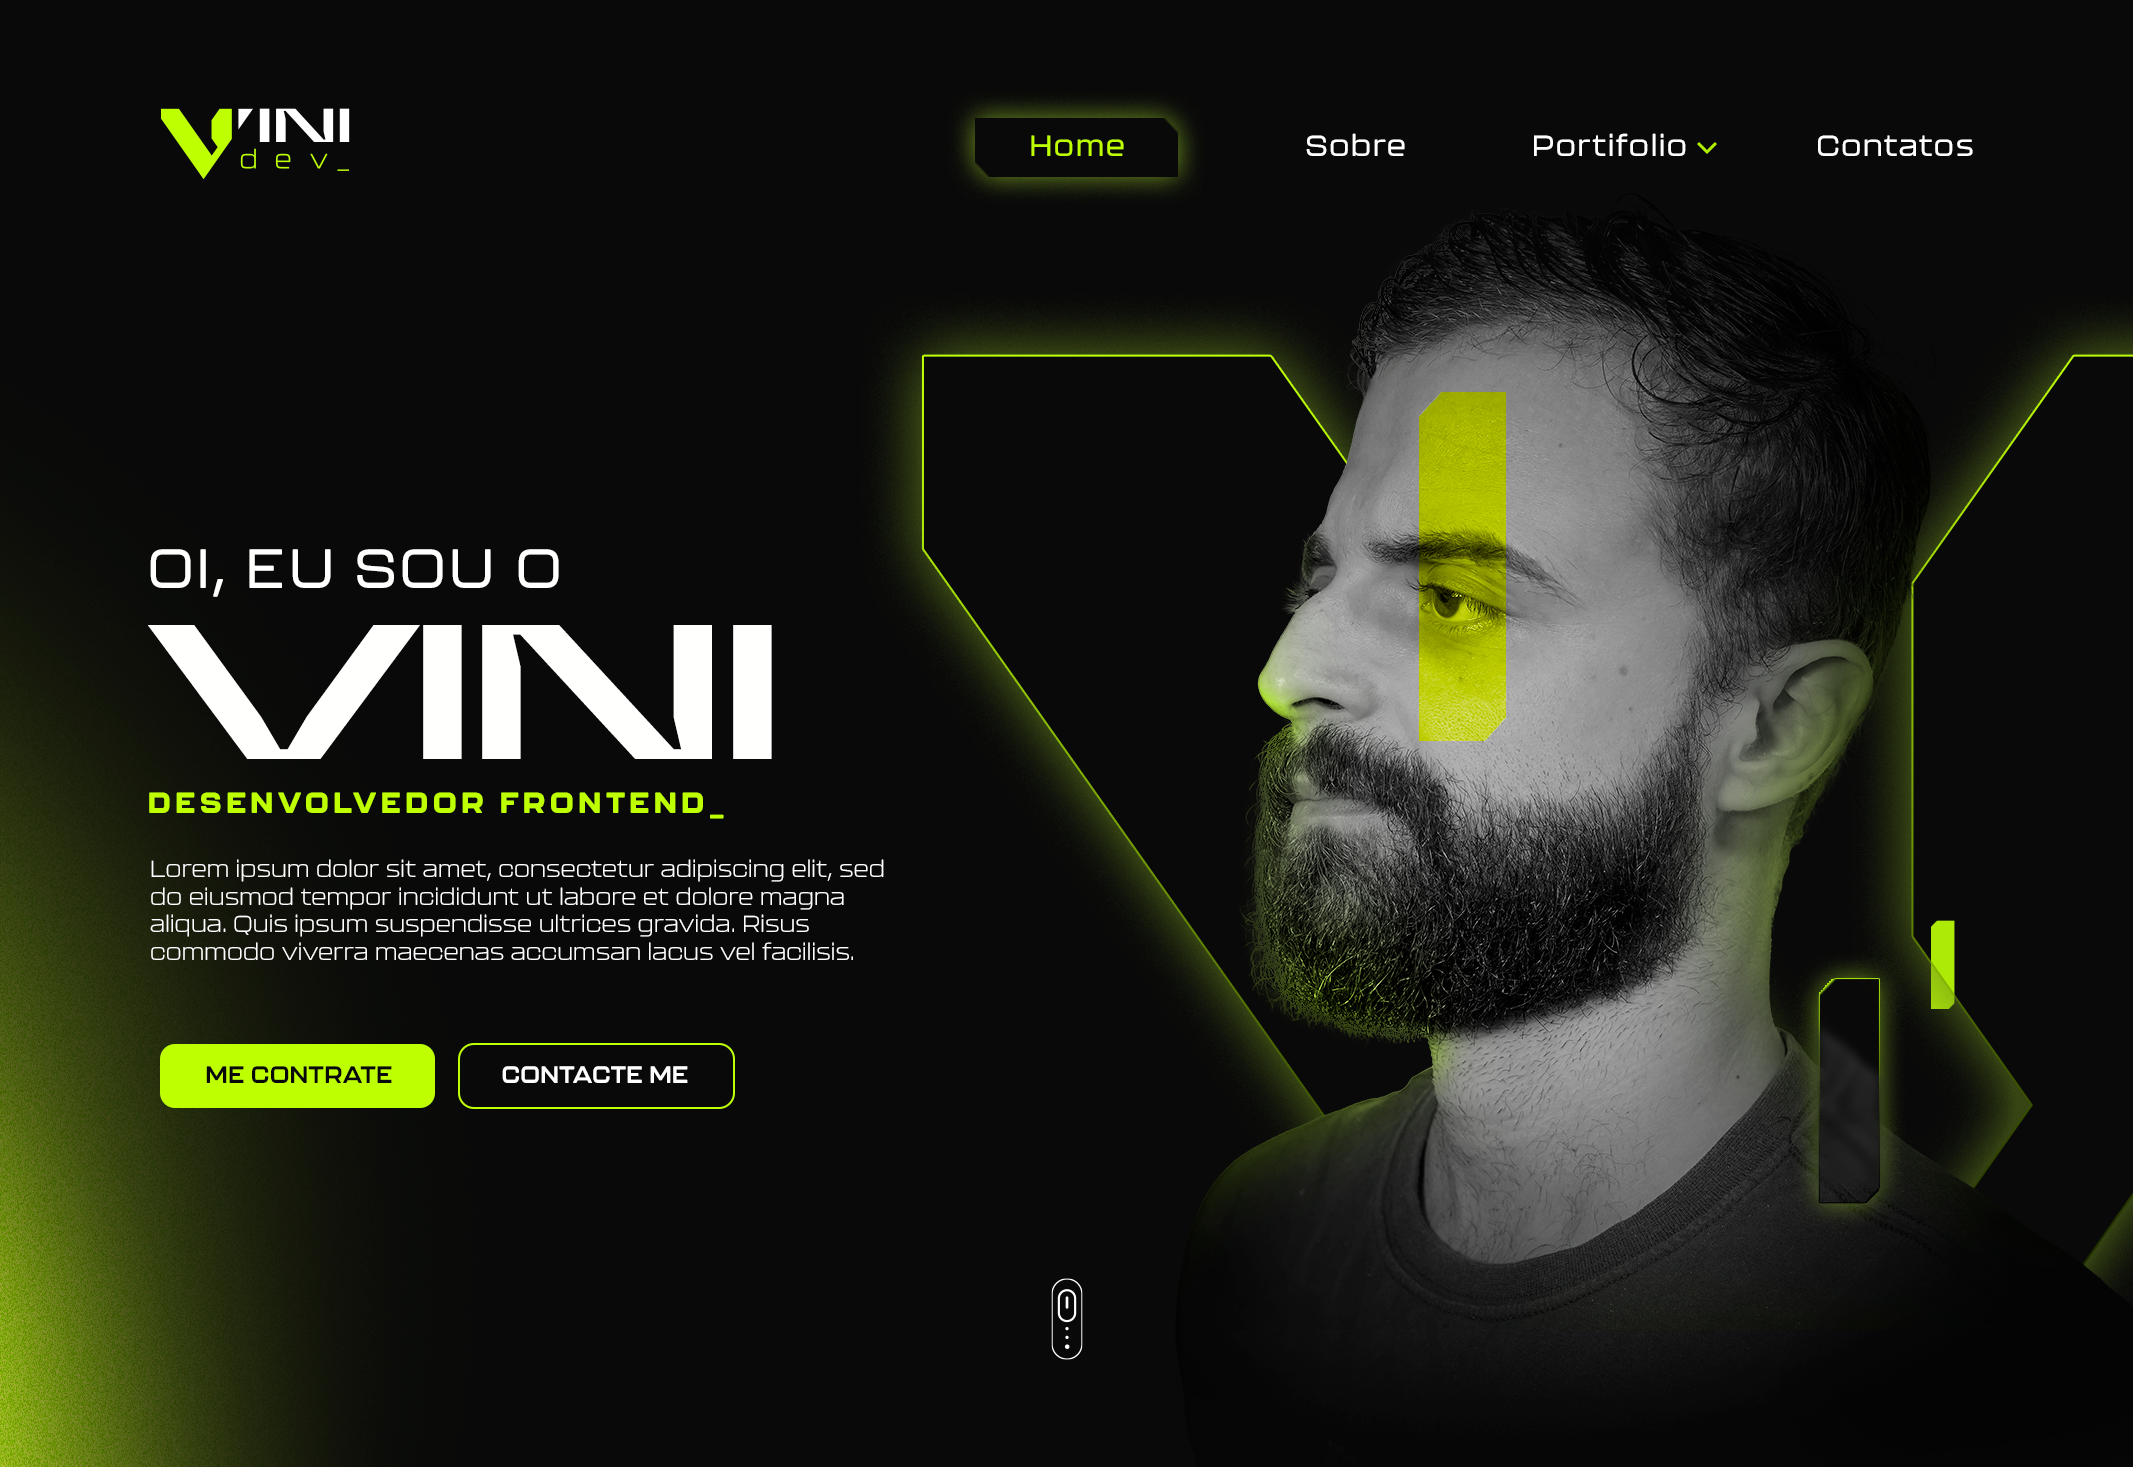 VINI
dev_
Home
Sobre
Portifolio
Contatos
OI, EU SOU O
VINI
DESENVOLVEDOR FRONTEND_
Lorem ipsum dolor sit amet, consectetur adipiscing elit, sed
do eiusmod tempor incididunt ut labore et dolore magna
aliqua. Quis ipsum suspendisse ultrices gravida. Risus
commodo viverra maecenas accumsan lacus vel facilisis.
ME CONTRATE
CONTACTE ME